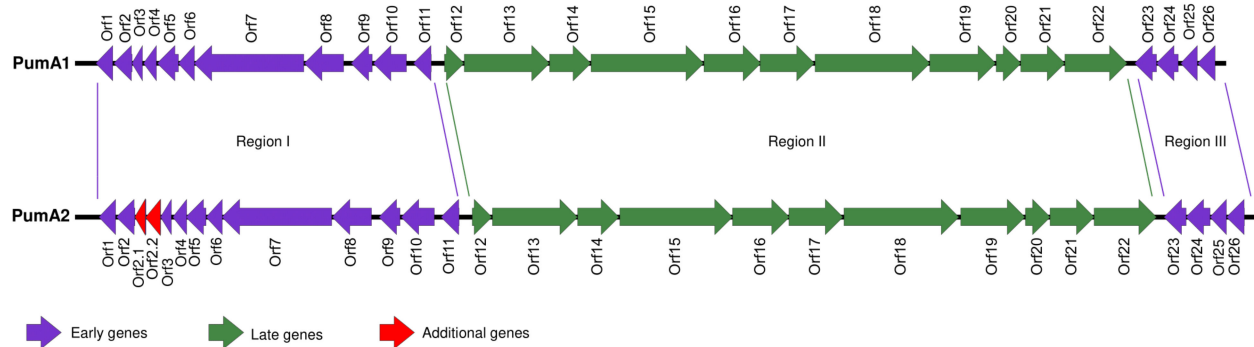 Orf1 Orf2 Orf3 Orf4 Orf5 Orf6 Orf7 Orf8 Orf9 Orf10 Orf11 Orf12 Orf13 Orf14 Orf15 Orf16 Orf17 Orf18 Orf19 Orf20 Orf21 Orf22 Orf23 Orf24 Orf25 Orf26
PumA1
Region I Region II Region III
PumA2
Orf1 Orf2 Orf2.1 Orf2.2 Orf3 Orf4 Orf5 Orf6 Orf7 Orf8 Orf9 Orf10 Orf11 Orf12 Orf13 Orf14 Orf15 Orf16 Orf17 Orf18 Orf19 Orf20 Orf21 Orf22 Orf23 Orf24 Orf25 Orf26
Early genes Late genes Additional genes